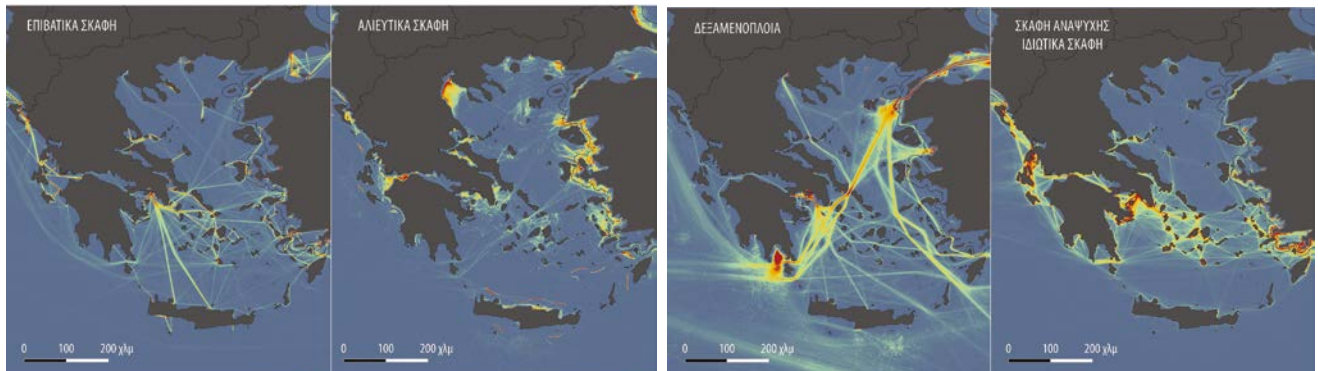 ΕΠΙΒΑΤΙΚΑ ΣΚΑΦΗ
0 100 200 χλμ
ΑΛΙΕΥΤΙΚΑ ΣΚΑΦΗ
0 100 200 χλμ
ΔΕΞΑΜΕΝΟΠΛΟΙΑ
0 100 200 χλμ
ΣΚΑΦΗ ΑΝΑΨΥΧΗΣ
ΙΔΙΩΤΙΚΑ ΣΚΑΦΗ
0 100 200 χλμ